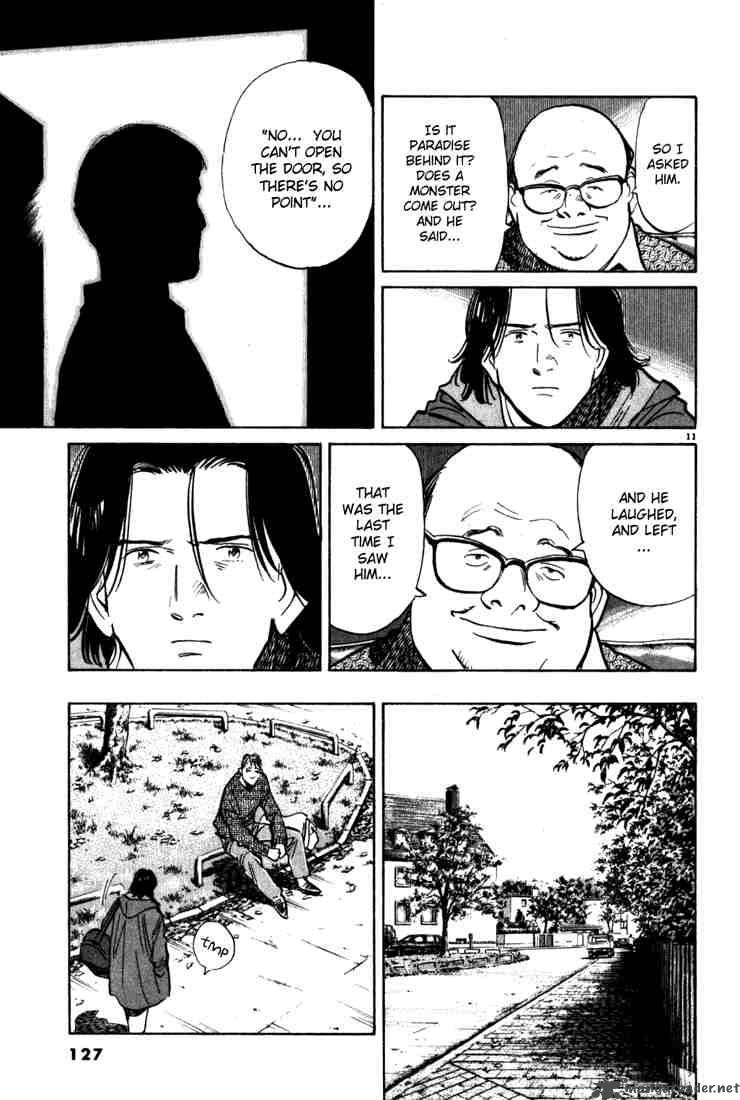 SO I
ASKED
HIM.
IS IT
PARADISE
BEHIND IT?
DOES A
MONSTER
COME OUT?
AND HE
SAID...
"NO... YOU
CAN'T OPEN
THE DOOR, SO
THERE'S NO
POINT"...
11
AND HE
LAUGHED,
AND LEFT
...
THAT
WAS THE
LAST
TIME I
SAW
HIM...
tmp
127
MangaReader.net